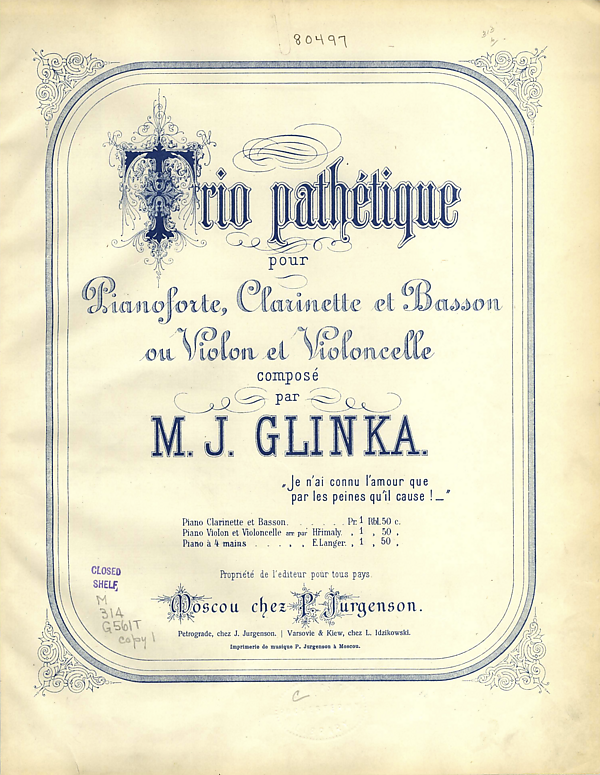 80497
Trio pathétique
pour
Pianoforte, Clarinette et Basson
ou Violon et Violoncelle
composé
par
M. J. GLINKA.
„Je n'ai connu l'amour que
par les peines qu'il cause ! _"
Piano Clarinette et Basson. . . . . . . Pr. 1 Rbl. 50 c.
Piano Violon et Violoncelle arr par Hřimaly. „ 1 „ 50 „
Piano à 4 mains . . . . . E. Langer. „ 1 „ 50 „
Propriété de l'editeur pour tous pays.
Moscou chez P. Jurgenson.
Petrograde, chez J. Jurgenson. | Varsovie & Kiew, chez L. Idzikowski.
Imprimerie de musique P. Jurgenson à Moscou.
CLOSED
SHELF,
M
314
G561T
copy 1
c